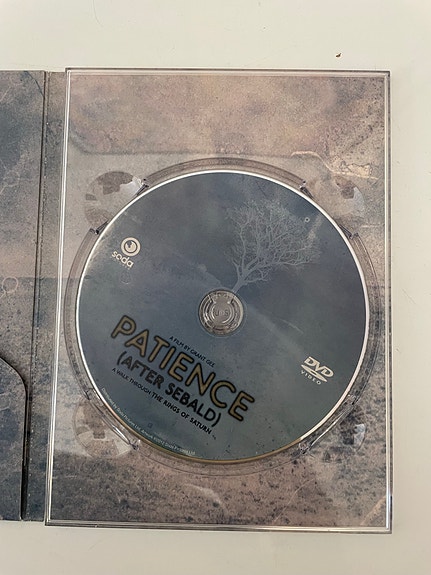 soda
A FILM BY GRANT GEE
PATIENCE
(AFTER SEBALD)
A WALK THROUGH THE RINGS OF SATURN
DVD
VIDEO